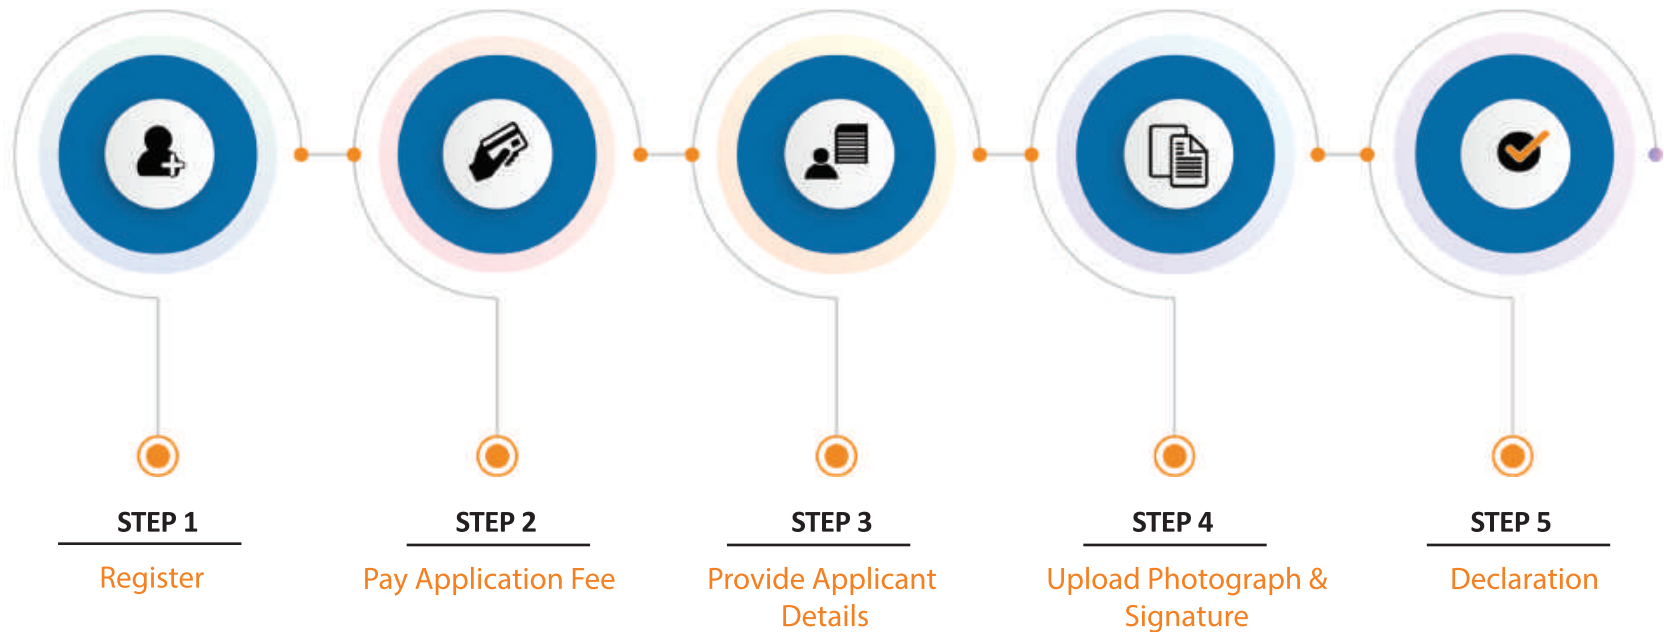 STEP 1
Register
STEP 2
Pay Application Fee
STEP 3
Provide Applicant
Details
STEP 4
Upload Photograph &
Signature
STEP 5
Declaration